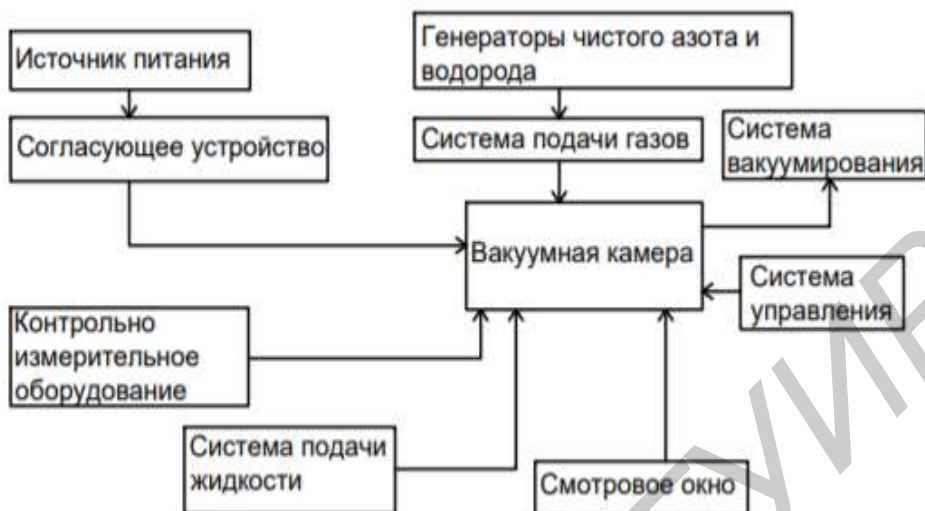 Источник питания
Генераторы чистого азота и
водорода
Согласующее устройство
Система подачи газов
Система
вакуумирования
Вакуумная камера
Система
управления
Контрольно
измерительное
оборудование
Система подачи
жидкости
Смотровое окно